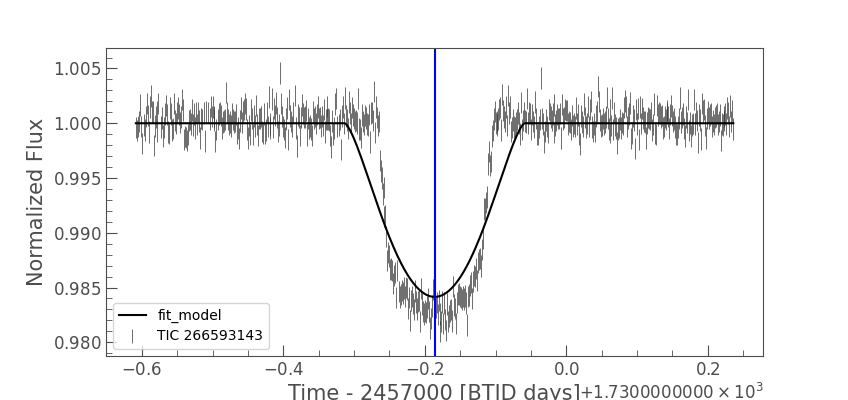 1.005
1.000
0.995
0.990
0.985
0.980
Normalized Flux
fit_model
TIC 266593143
−0.6
−0.4
−0.2
0.0
0.2
Time - 2457000 [BTJD days]
+1.7300000000 × 10³